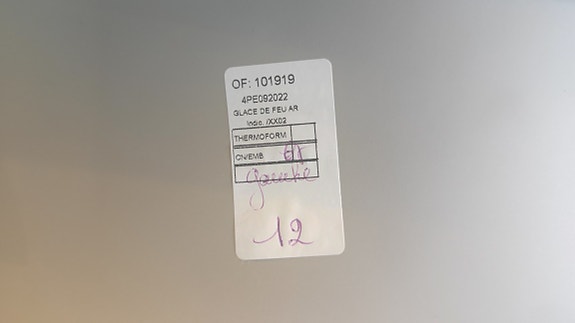 OF: 101919
4PE092022
GLACE DE FEU AR
Indic. /XX02
THERMOFORM
CN/EMB
gauche
12